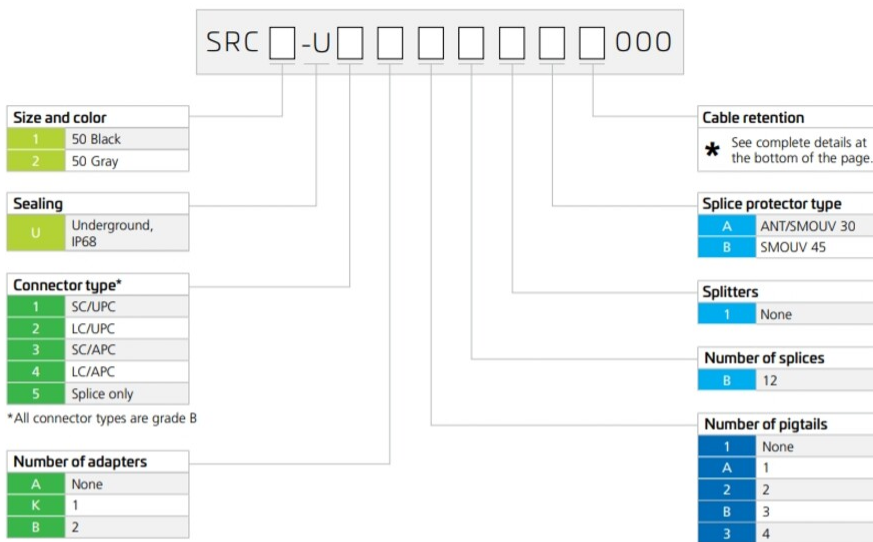 SRC -U 000
Size and color
1 50 Black
2 50 Gray
Sealing
U Underground,
IP68
Connector type*
1 SC/UPC
2 LC/UPC
3 SC/APC
4 LC/APC
5 Splice only
*All connector types are grade B
Number of adapters
A None
K 1
B 2
Cable retention
* See complete details at
the bottom of the page.
Splice protector type
A ANT/SMOUV 30
B SMOUV 45
Splitters
1 None
Number of splices
B 12
Number of pigtails
1 None
A 1
2 2
B 3
3 4